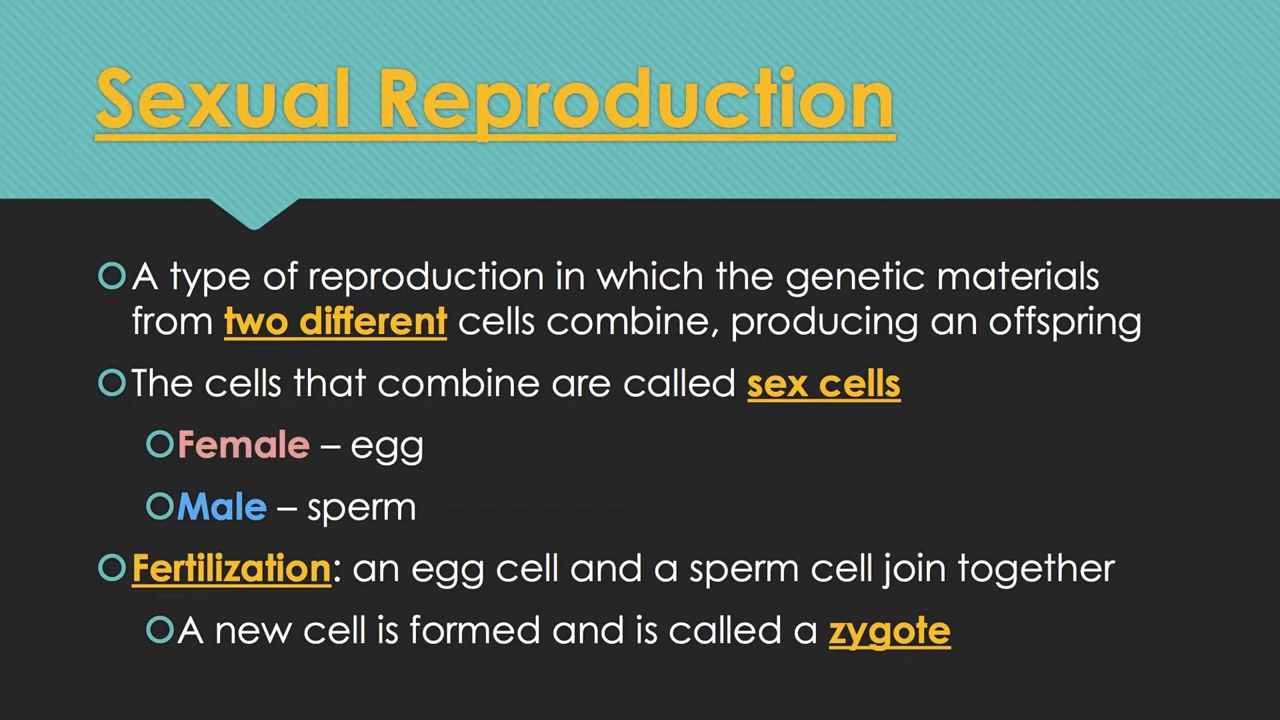 Sexual Reproduction
A type of reproduction in which the genetic materials
from two different cells combine, producing an offspring
The cells that combine are called sex cells
Female – egg
Male – sperm
Fertilization: an egg cell and a sperm cell join together
A new cell is formed and is called a zygote